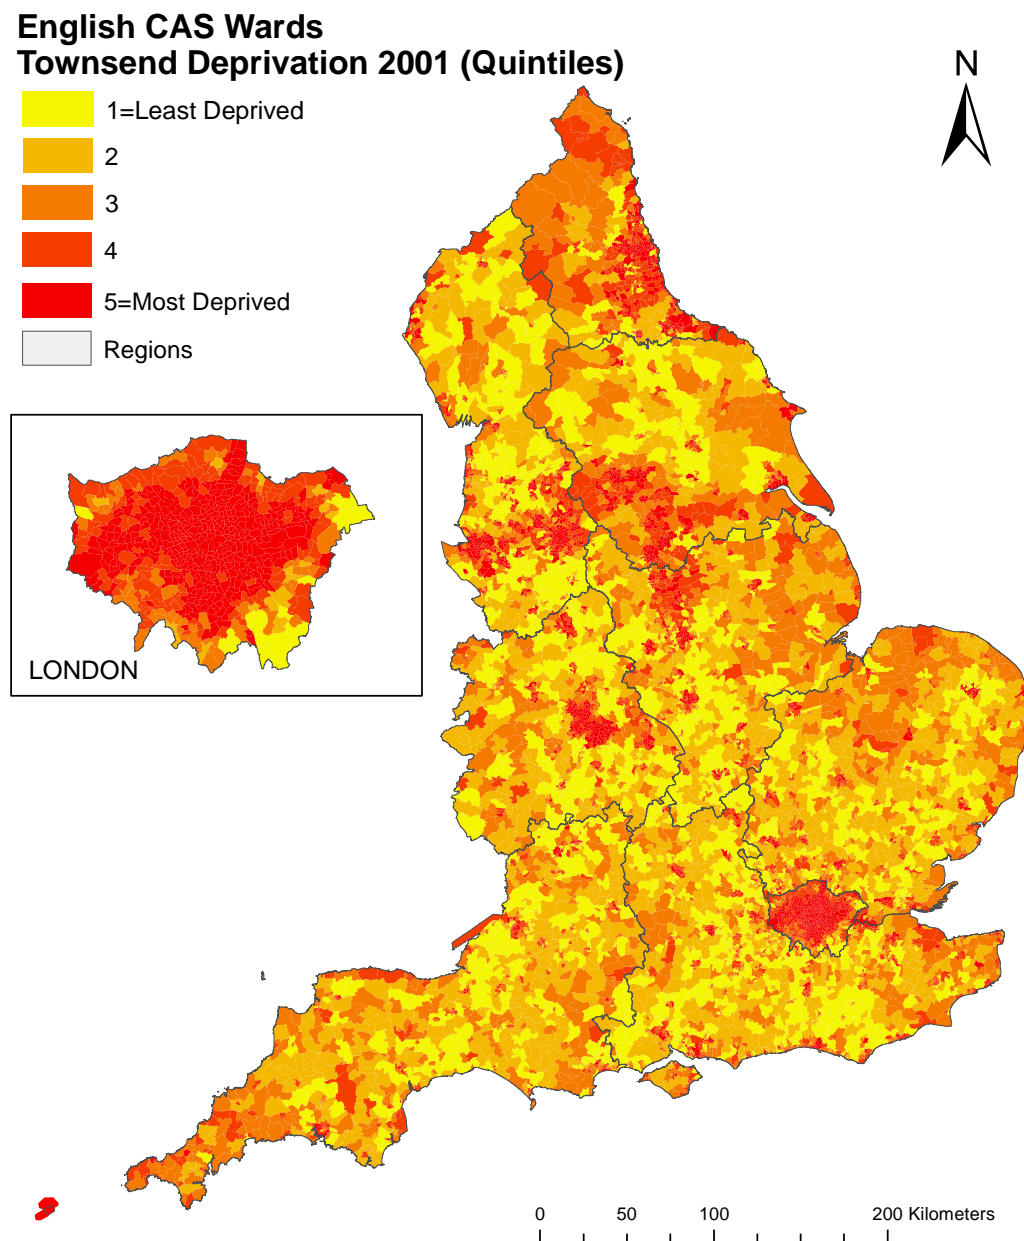 English CAS Wards
Townsend Deprivation 2001 (Quintiles)
N
1=Least Deprived
2
3
4
5=Most Deprived
Regions
LONDON
0 50 100 200 Kilometers